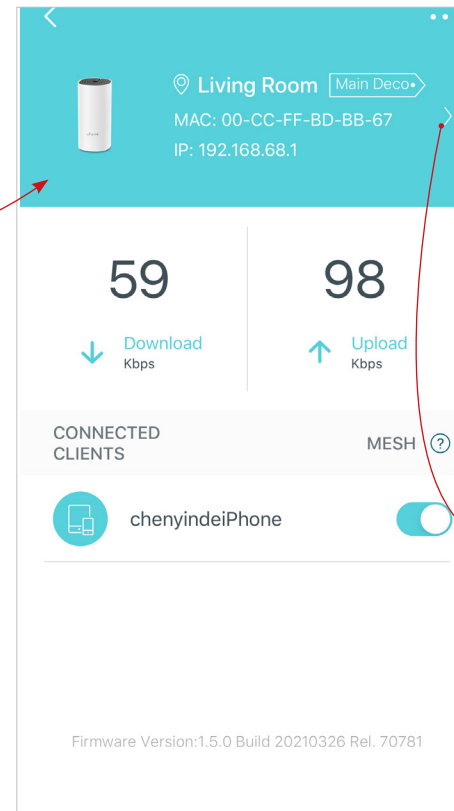 Living Room Main Deco
MAC: 00-CC-FF-BD-BB-67
IP: 192.168.68.1
59 98
Download Upload
Kbps Kbps
CONNECTED
CLIENTS
MESH ?
chenyindeiPhone
Firmware Version:1.5.0 Build 20210326 Rel. 70781